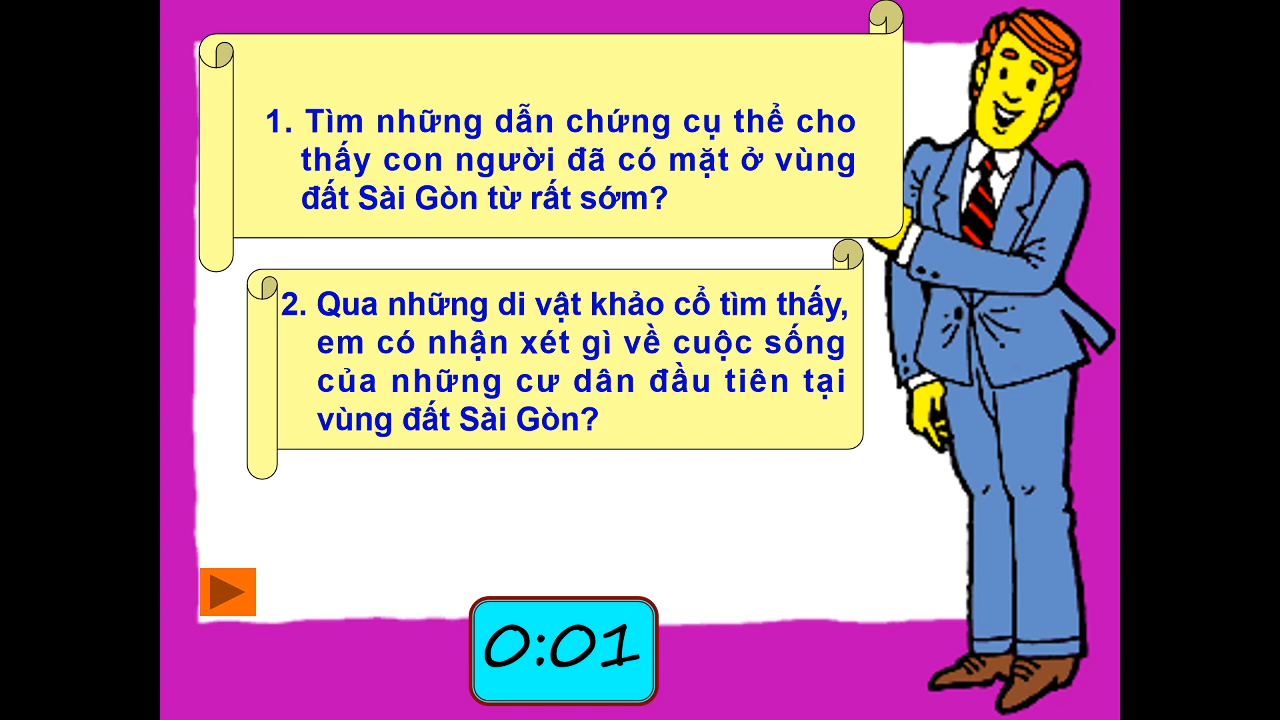 1. Tìm những dẫn chứng cụ thể cho
thấy con người đã có mặt ở vùng
đất Sài Gòn từ rất sớm?
2. Qua những di vật khảo cổ tìm thấy,
em có nhận xét gì về cuộc sống
của những cư dân đầu tiên tại
vùng đất Sài Gòn?
0:01